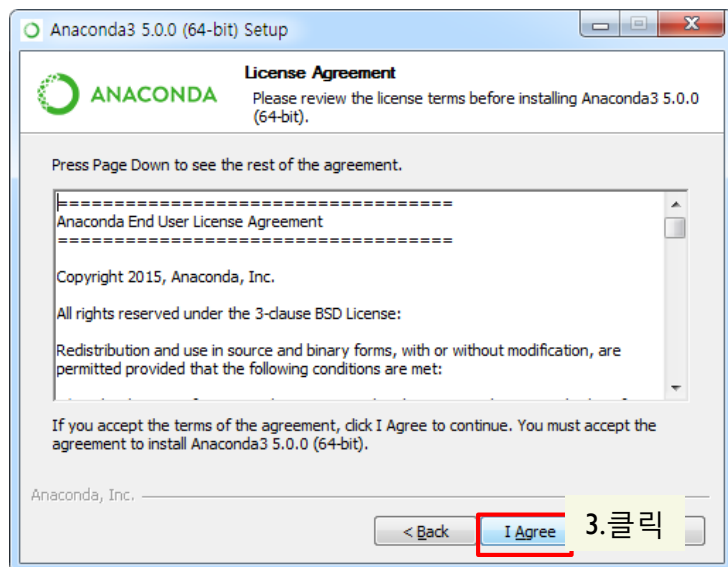 Anaconda3 5.0.0 (64-bit) Setup
ANACONDA
License Agreement
Please review the license terms before installing Anaconda3 5.0.0
(64-bit).
Press Page Down to see the rest of the agreement.
===================================
Anaconda End User License Agreement
===================================
Copyright 2015, Anaconda, Inc.
All rights reserved under the 3-clause BSD License:
Redistribution and use in source and binary forms, with or without modification, are
permitted provided that the following conditions are met:
If you accept the terms of the agreement, click I Agree to continue. You must accept the
agreement to install Anaconda3 5.0.0 (64-bit).
Anaconda, Inc.
< Back
I Agree
3.클릭